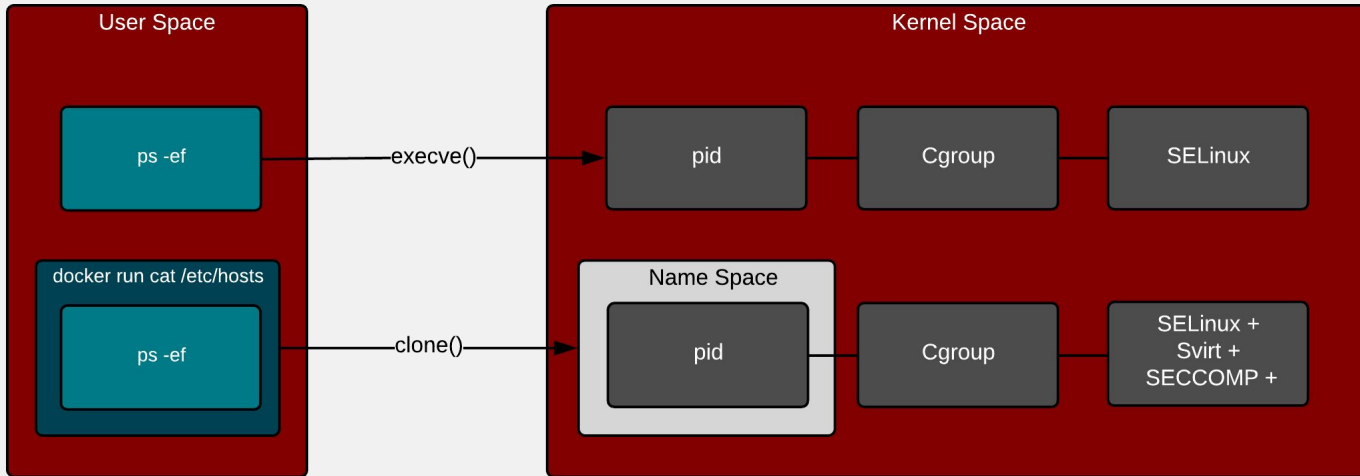 User Space
Kernel Space
ps -ef
execve()
pid
Cgroup
SELinux
docker run cat /etc/hosts
ps -ef
clone()
Name Space
pid
Cgroup
SELinux +
Svirt +
SECCOMP +